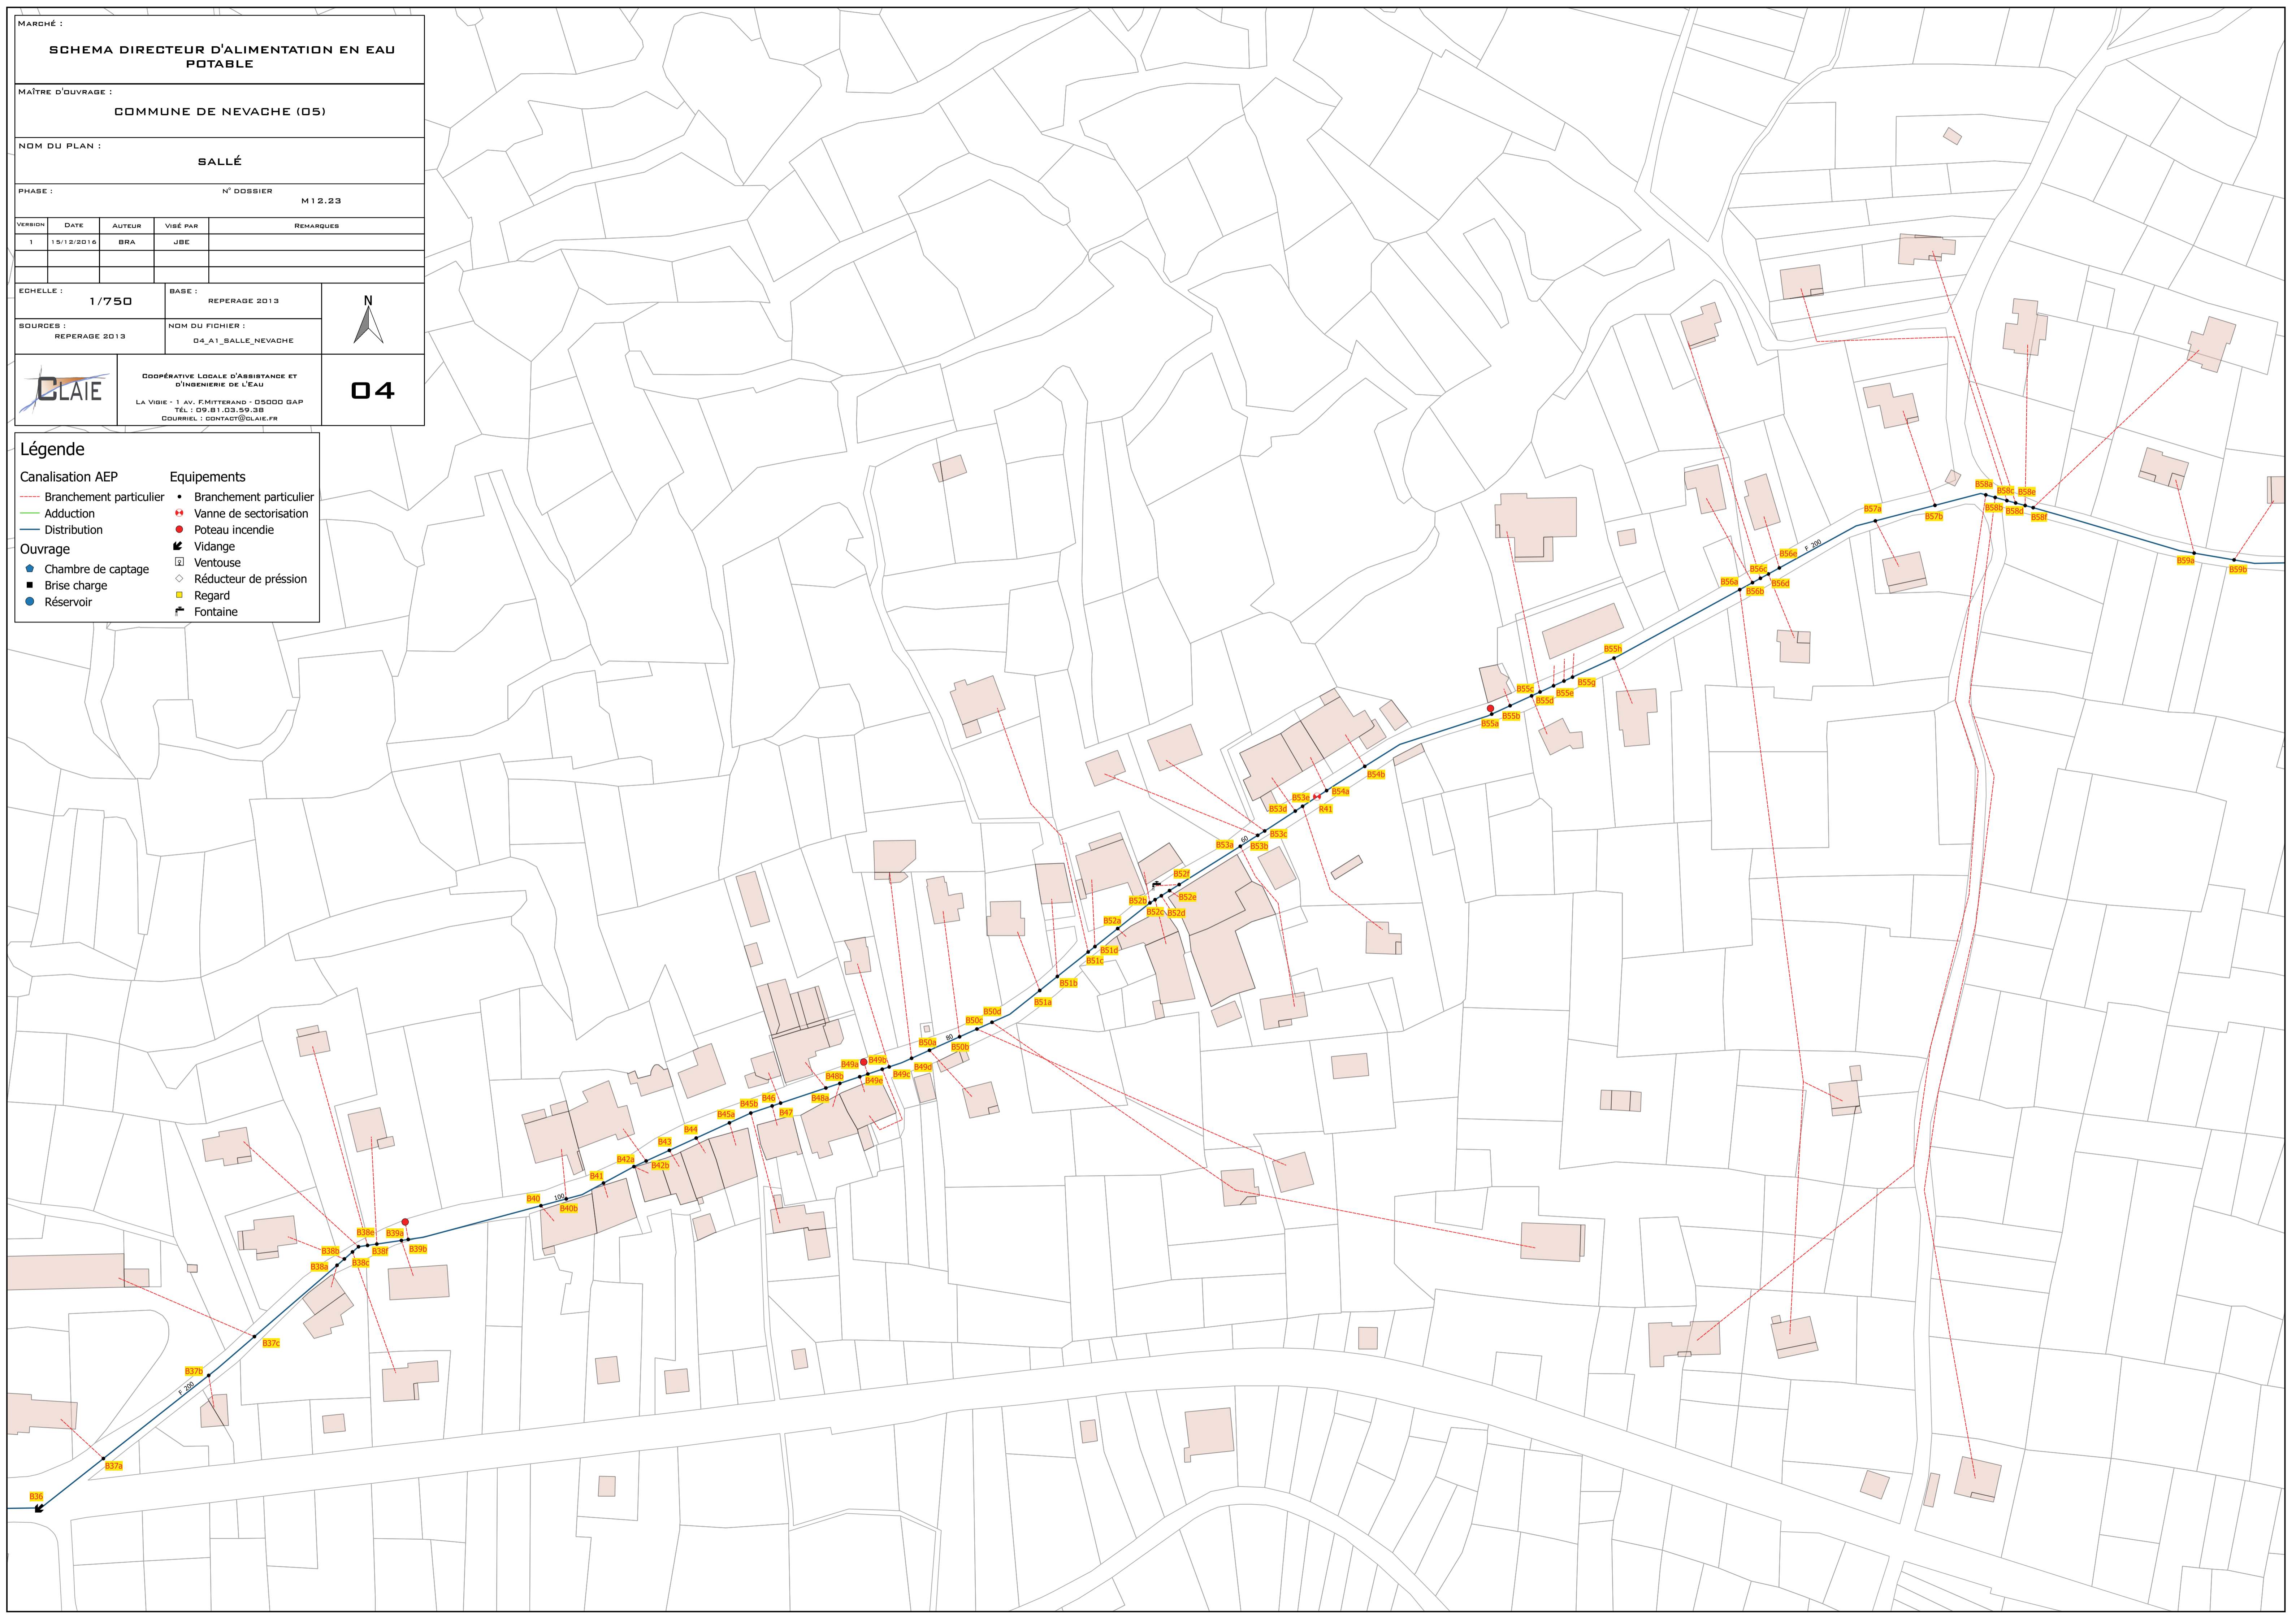 MARCHÉ :
SCHEMA DIRECTEUR D'ALIMENTATION EN EAU
POTABLE
MAÎTRE D'OUVRAGE :
COMMUNE DE NEVACHE (05)
NOM DU PLAN :
SALLÉ
PHASE : N° DOSSIER
M12.23
VERSION DATE AUTEUR VISÉ PAR REMARQUES
1 15/12/2016 BRA JBE
ECHELLE : BASE :
1/750 REPERAGE 2013
N
SOURCES : NOM DU FICHIER :
REPERAGE 2013 04_A1_SALLE_NEVACHE
CLAIE
COOPÉRATIVE LOCALE D'ASSISTANCE ET
D'INGENIERIE DE L'EAU
LA VIGIE - 1 AV. F.MITTERAND - 05000 GAP
TÉL : 09.81.03.59.38
COURRIEL : CONTACT@CLAIE.FR
04
Légende
Canalisation AEP
Branchement particulier
Adduction
Distribution
Ouvrage
Chambre de captage
Brise charge
Réservoir
Equipements
Branchement particulier
Vanne de sectorisation
Poteau incendie
Vidange
Ventouse
Réducteur de préssion
Regard
Fontaine
B36
B37a
F 200
B37b
B37c
B38a
B38b
B38c
B38e
B38f
B39a
B39b
B40
100
B40b
B41
B42a
B42b
B43
B44
B45a
B45b
B46
B47
B48a
B48b
B49a
B49b
B49e
B49c
B49d
B50a
80
B50b
B50c
B50d
B51a
B51b
B51c
B51d
B52a
B52b
B52c
B52d
B52e
B52f
B53a
60
B53b
B53c
B53d
B53e
R41
B54a
B54b
B55a
B55b
B55c
B55d
B55e
B55g
B55h
B56a
B56b
B56c
B56d
B56e
F 200
B57a
B57b
B58a
B58b
B58c
B58d
B58e
B58f
B59a
B59b